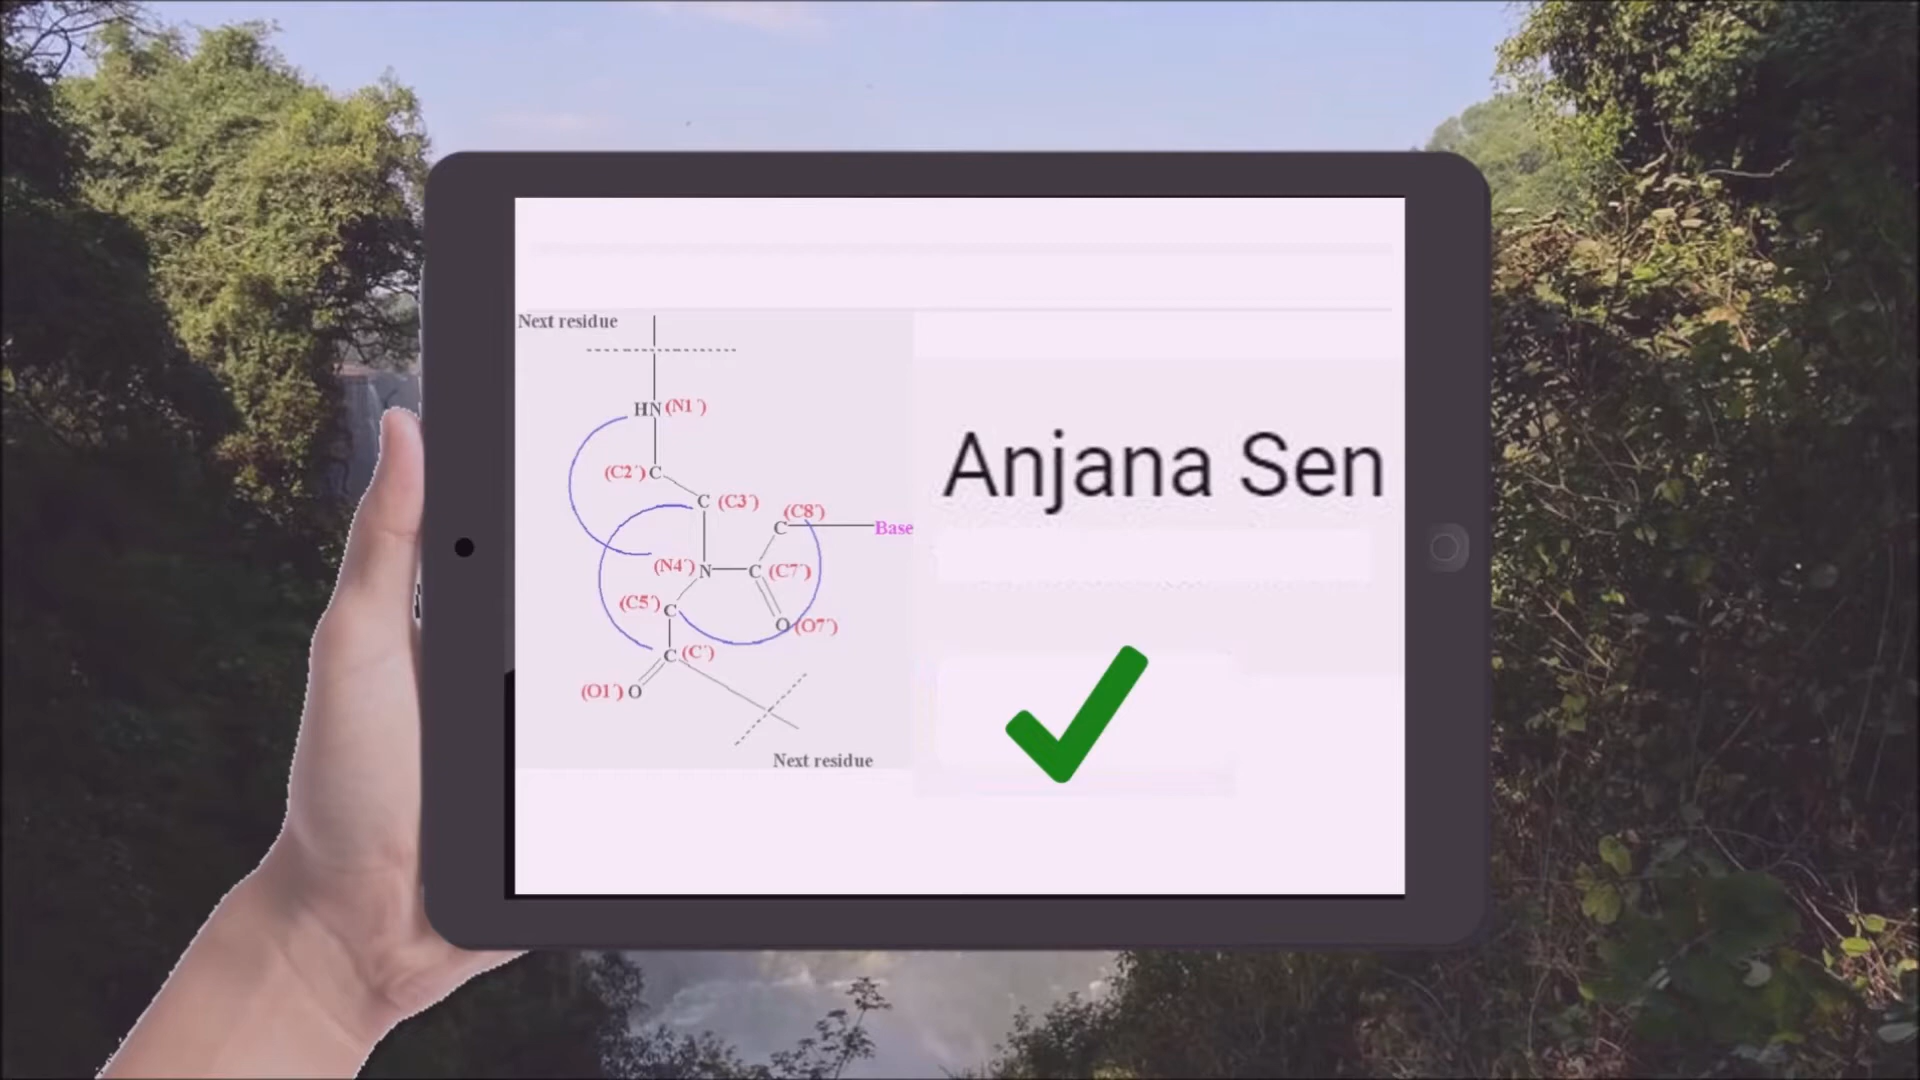 Next residue
HN(N1´)
(C2´)C
C (C3´)
(C8´)
C
Base
(N4´)N
C (C7´)
(C5´)C
O(O7´)
C(C´)
(O1´)O
Next residue
Anjana Sen